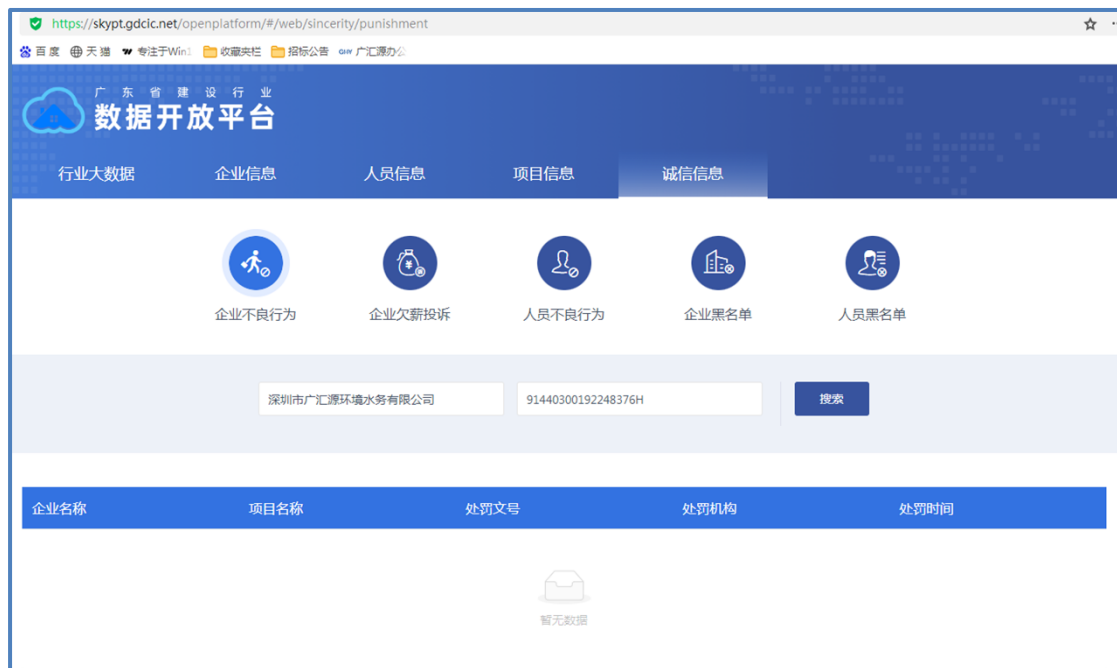 https://skypt.gdcic.net/openplatform/#/web/sincerity/punishment
百度 天猫 专注于Win1 收藏夹栏 招标公告 GHY 广汇源办公
广东省建设行业
数据开放平台
行业大数据 企业信息 人员信息 项目信息 诚信信息
企业不良行为 企业欠薪投诉 人员不良行为 企业黑名单 人员黑名单
深圳市广汇源环境水务有限公司 91440300192248376H 搜索
企业名称 项目名称 处罚文号 处罚机构 处罚时间
暂无数据